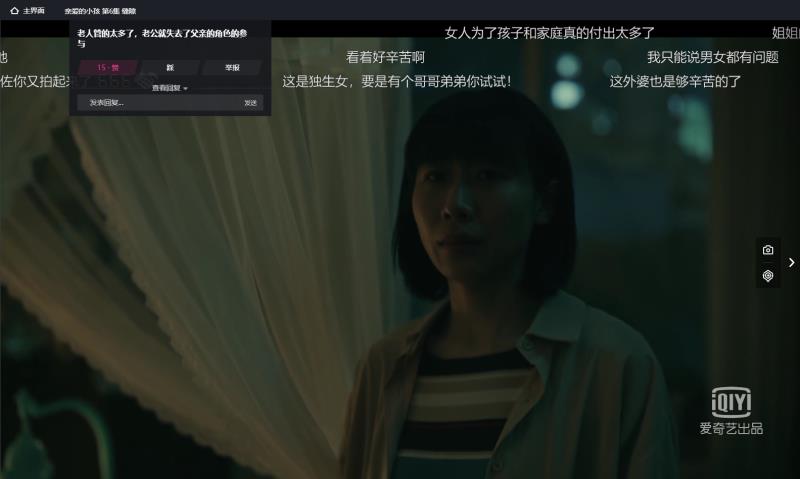 主界面 亲爱的小孩 第6集 缝隙
老人管的太多了，老公就失去了父亲的角色的参
与
15·赞 踩 举报
查看回复
发表回复... 发送
女人为了孩子和家庭真的付出太多了 姐姐
看着好辛苦啊 我只能说男女都有问题
佐你又拍起来了 666 这是独生女，要是有个哥哥弟弟你试试！ 这外婆也是够辛苦的了
iQIYI
爱奇艺出品